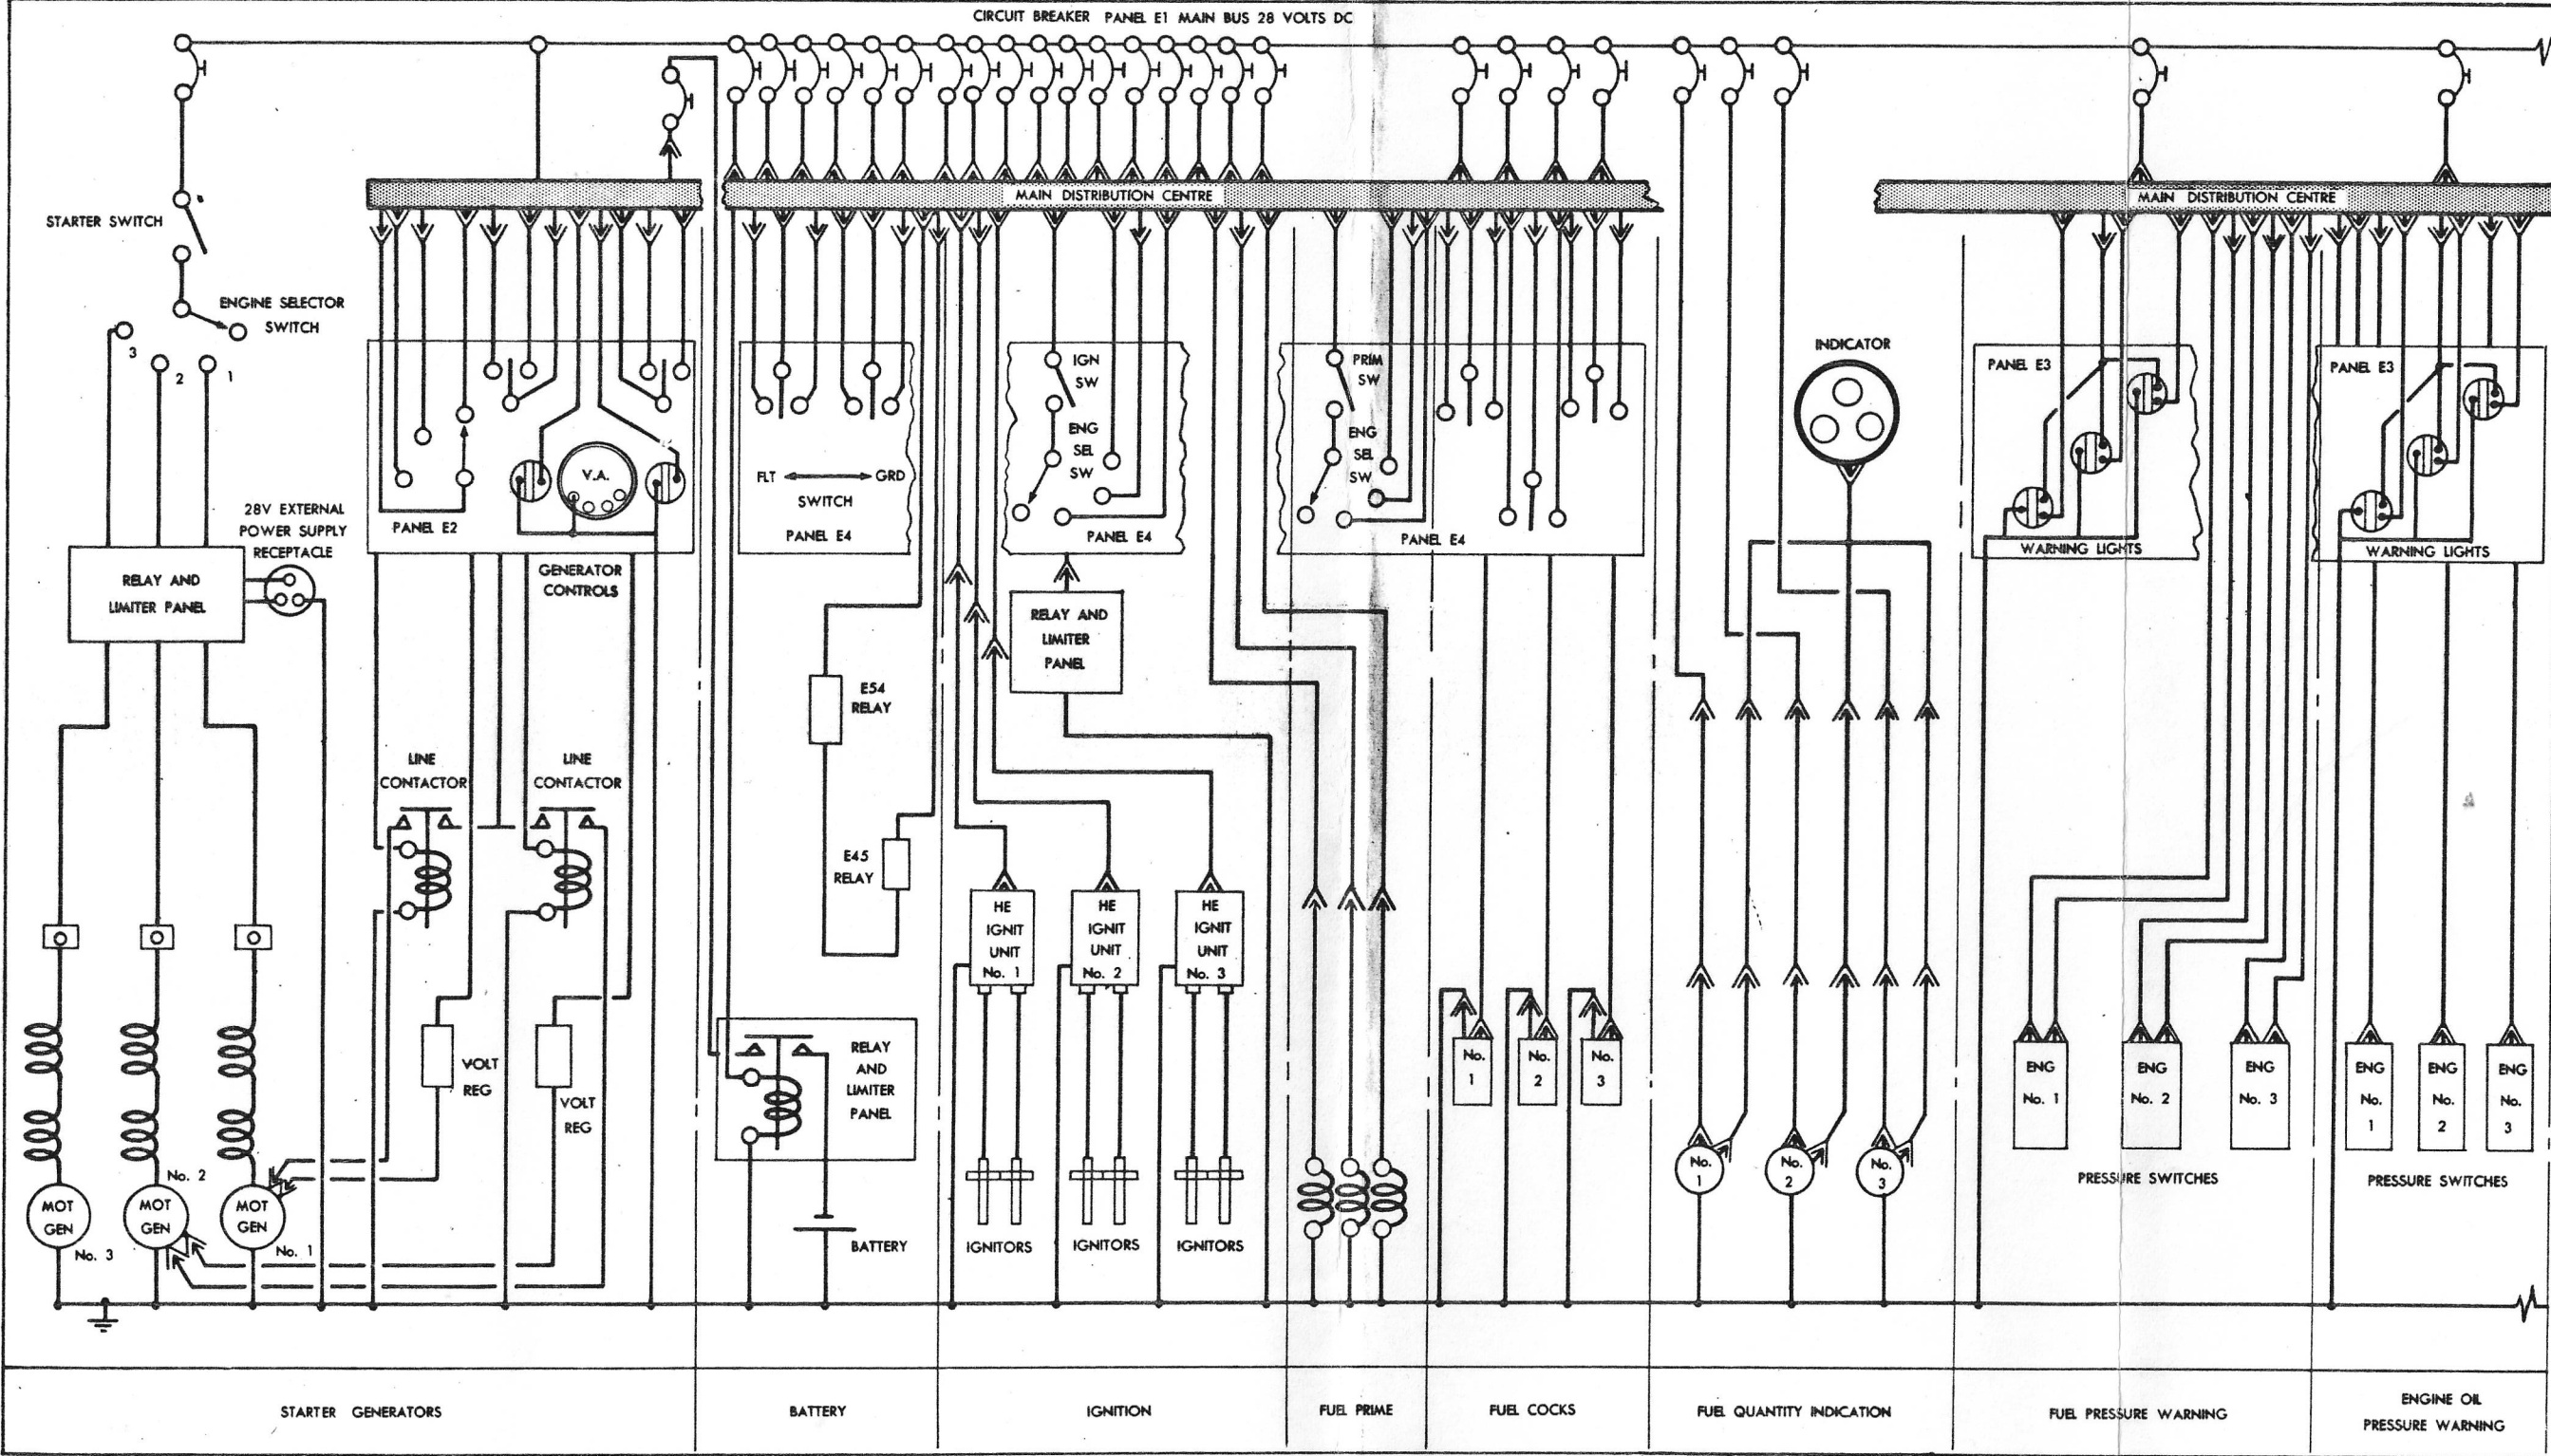 CIRCUIT BREAKER PANEL E1 MAIN BUS 28 VOLTS DC
MAIN DISTRIBUTION CENTRE
MAIN DISTRIBUTION CENTRE
STARTER SWITCH
ENGINE SELECTOR
SWITCH
3
2
1
28V EXTERNAL
POWER SUPPLY
RECEPTACLE
RELAY AND
LIMITER PANEL
V.A.
PANEL E2
GENERATOR
CONTROLS
LINE
CONTACTOR
LINE
CONTACTOR
VOLT
REG
VOLT
REG
MOT
GEN
No. 3
No. 2
MOT
GEN
MOT
GEN
No. 1
FLT
GRD
SWITCH
PANEL E4
E54
RELAY
E45
RELAY
RELAY
AND
LIMITER
PANEL
BATTERY
IGN
SW
ENG
SEL
SW
PANEL E4
RELAY AND
LIMITER
PANEL
HE
IGNIT
UNIT
No. 1
HE
IGNIT
UNIT
No. 2
HE
IGNIT
UNIT
No. 3
IGNITORS
IGNITORS
IGNITORS
PRIM
SW
ENG
SEL
SW
PANEL E4
No.
1
No.
2
No.
3
INDICATOR
No.
1
No.
2
No.
3
PANEL E3
WARNING LIGHTS
ENG
No. 1
ENG
No. 2
ENG
No. 3
PRESSURE SWITCHES
PANEL E3
WARNING LIGHTS
ENG
No.
1
ENG
No.
2
ENG
No.
3
PRESSURE SWITCHES
STARTER GENERATORS
BATTERY
IGNITION
FUEL PRIME
FUEL COCKS
FUEL QUANTITY INDICATION
FUEL PRESSURE WARNING
ENGINE OIL
PRESSURE WARNING